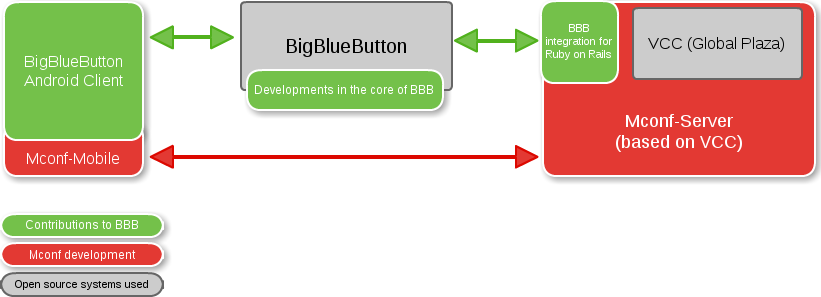 BigBlueButton
Android Client
Mconf-Mobile
BigBlueButton
Developments in the core of BBB
BBB
integration for
Ruby on Rails
VCC (Global Plaza)
Mconf-Server
(based on VCC)
Contributions to BBB
Mconf development
Open source systems used